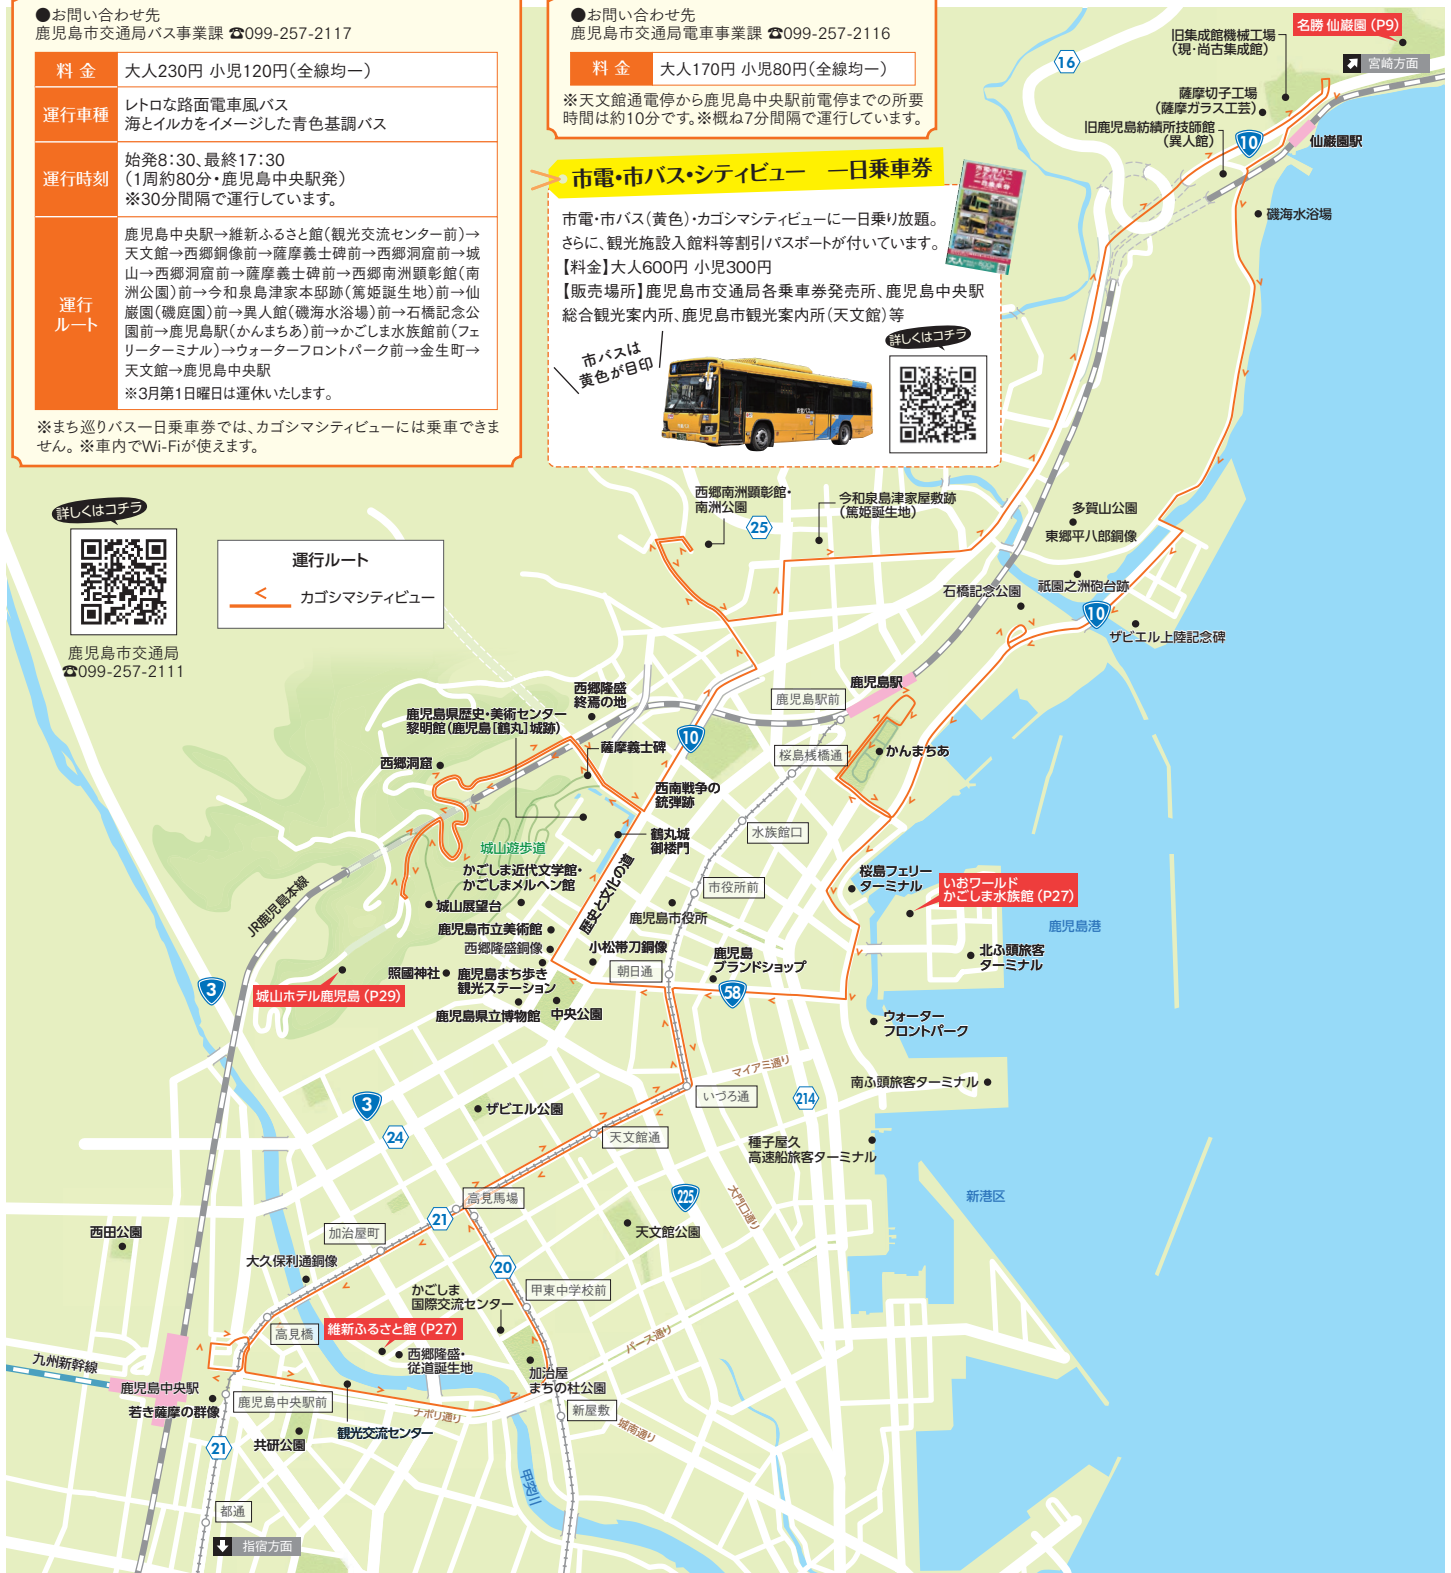 ●お問い合わせ先
鹿児島市交通局バス事業課 ☎099-257-2117
料 金
大人230円 小児120円(全線均一)
運行車種
レトロな路面電車風バス
海とイルカをイメージした青色基調バス
運行時刻
始発8:30、最終17:30
(1周約80分・鹿児島中央駅発)
※30分間隔で運行しています。
運行
ルート
鹿児島中央駅→維新ふるさと館(観光交流センター前)→
天文館→西郷銅像前→薩摩義士碑前→西郷洞窟前→城
山→西郷洞窟前→薩摩義士碑前→西郷南洲顕彰館(南
洲公園)前→今和泉島津家本邸跡(篤姫誕生地)前→仙
巌園(磯庭園)前→異人館(磯海水浴場)前→石橋記念公
園前→鹿児島駅(かんまちあ)前→かごしま水族館前(フェ
リーターミナル)→ウォーターフロントパーク前→金生町→
天文館→鹿児島中央駅
※3月第1日曜日は運休いたします。
※まち巡りバス一日乗車券では、カゴシマシティビューには乗車できま
せん。 ※車内でWi-Fiが使えます。
●お問い合わせ先
鹿児島市交通局電車事業課 ☎099-257-2116
料 金
大人170円 小児80円(全線均一)
※天文館通電停から鹿児島中央駅前電停までの所要
時間は約10分です。※概ね7分間隔で運行しています。
市電・市バス・シティビュー 一日乗車券
市電・市バス(黄色)・カゴシマシティビューに一日乗り放題。
さらに、観光施設入館料等割引パスポートが付いています。
【料金】大人600円 小児300円
【販売場所】鹿児島市交通局各乗車券発売所、鹿児島中央駅
総合観光案内所、鹿児島市観光案内所(天文館)等
市バスは
黄色が目印
詳しくはコチラ
詳しくはコチラ
鹿児島市交通局
☎099-257-2111
運行ルート
カゴシマシティビュー
名勝 仙巌園 (P9)
宮崎方面
旧集成館機械工場
(現・尚古集成館)
16
薩摩切子工場
(薩摩ガラス工芸)
旧鹿児島紡績所技師館
(異人館)
10
仙巌園駅
磯海水浴場
西郷南洲顕彰館・
南洲公園
25
今和泉島津家屋敷跡
(篤姫誕生地)
多賀山公園
東郷平八郎銅像
祇園之洲砲台跡
石橋記念公園
10
ザビエル上陸記念碑
鹿児島駅
鹿児島駅前
西郷隆盛
終焉の地
鹿児島県歴史・美術センター
黎明館(鹿児島[鶴丸]城跡)
10
薩摩義士碑
桜島桟橋通
かんまちあ
西郷洞窟
西南戦争の
銃弾跡
水族館口
鶴丸城
御楼門
城山遊歩道
かごしま近代文学館・
かごしまメルヘン館
歴史と文化の道
桜島フェリー
ターミナル
いおワールド
かごしま水族館 (P27)
市役所前
JR鹿児島本線
城山展望台
鹿児島市役所
鹿児島港
鹿児島市立美術館
西郷隆盛銅像
小松帯刀銅像
鹿児島
ブランドショップ
北ふ頭旅客
ターミナル
照國神社
鹿児島まち歩き
観光ステーション
朝日通
3
城山ホテル鹿児島 (P29)
58
鹿児島県立博物館
中央公園
ウォーター
フロントパーク
マイアミ通り
南ふ頭旅客ターミナル
いづろ通
214
3
ザビエル公園
24
天文館通
種子屋久
高速船旅客ターミナル
大門口通り
225
新港区
高見馬場
21
加治屋町
西田公園
天文館公園
大久保利通銅像
20
かごしま
国際交流センター
甲東中学校前
高見橋
維新ふるさと館 (P27)
パース通り
西郷隆盛・
従道誕生地
九州新幹線
鹿児島中央駅
加治屋
まちの杜公園
鹿児島中央駅前
若き薩摩の群像
ナポリ通り
新屋敷
城南通り
観光交流センター
共研公園
21
甲突川
都通
指宿方面